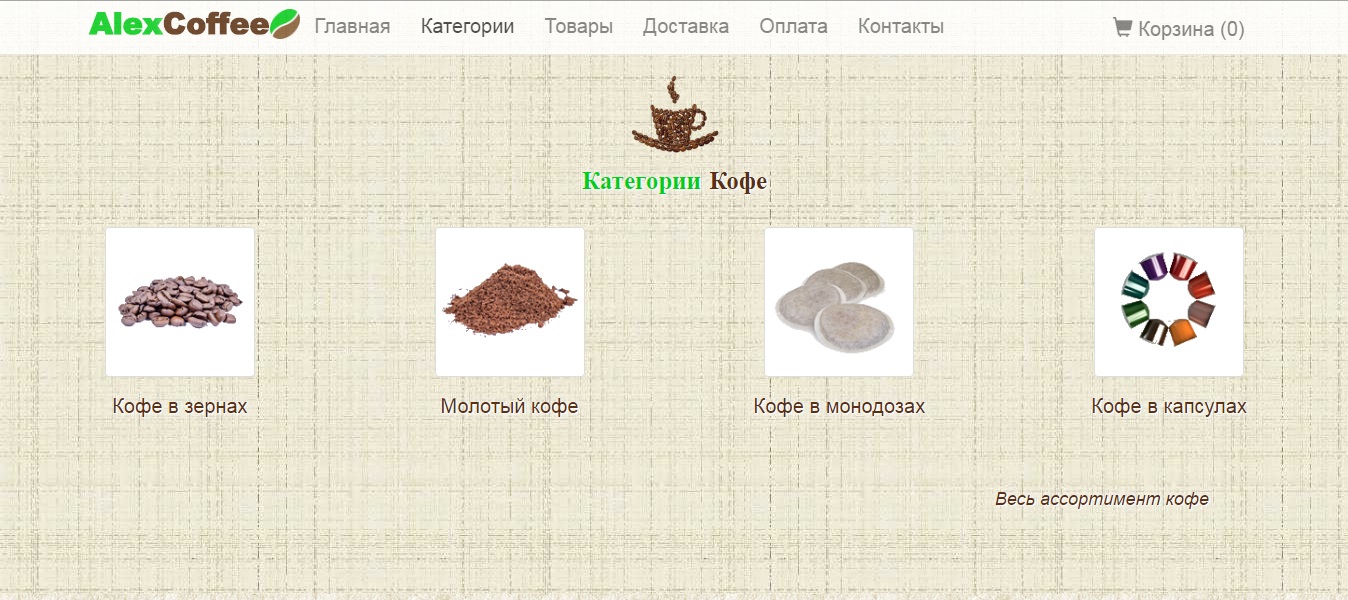 AlexCoffee Главная Категории Товары Доставка Оплата Контакты Корзина (0)
Категории Кофе
Кофе в зернах Молотый кофе Кофе в монодозах Кофе в капсулах
Весь ассортимент кофе